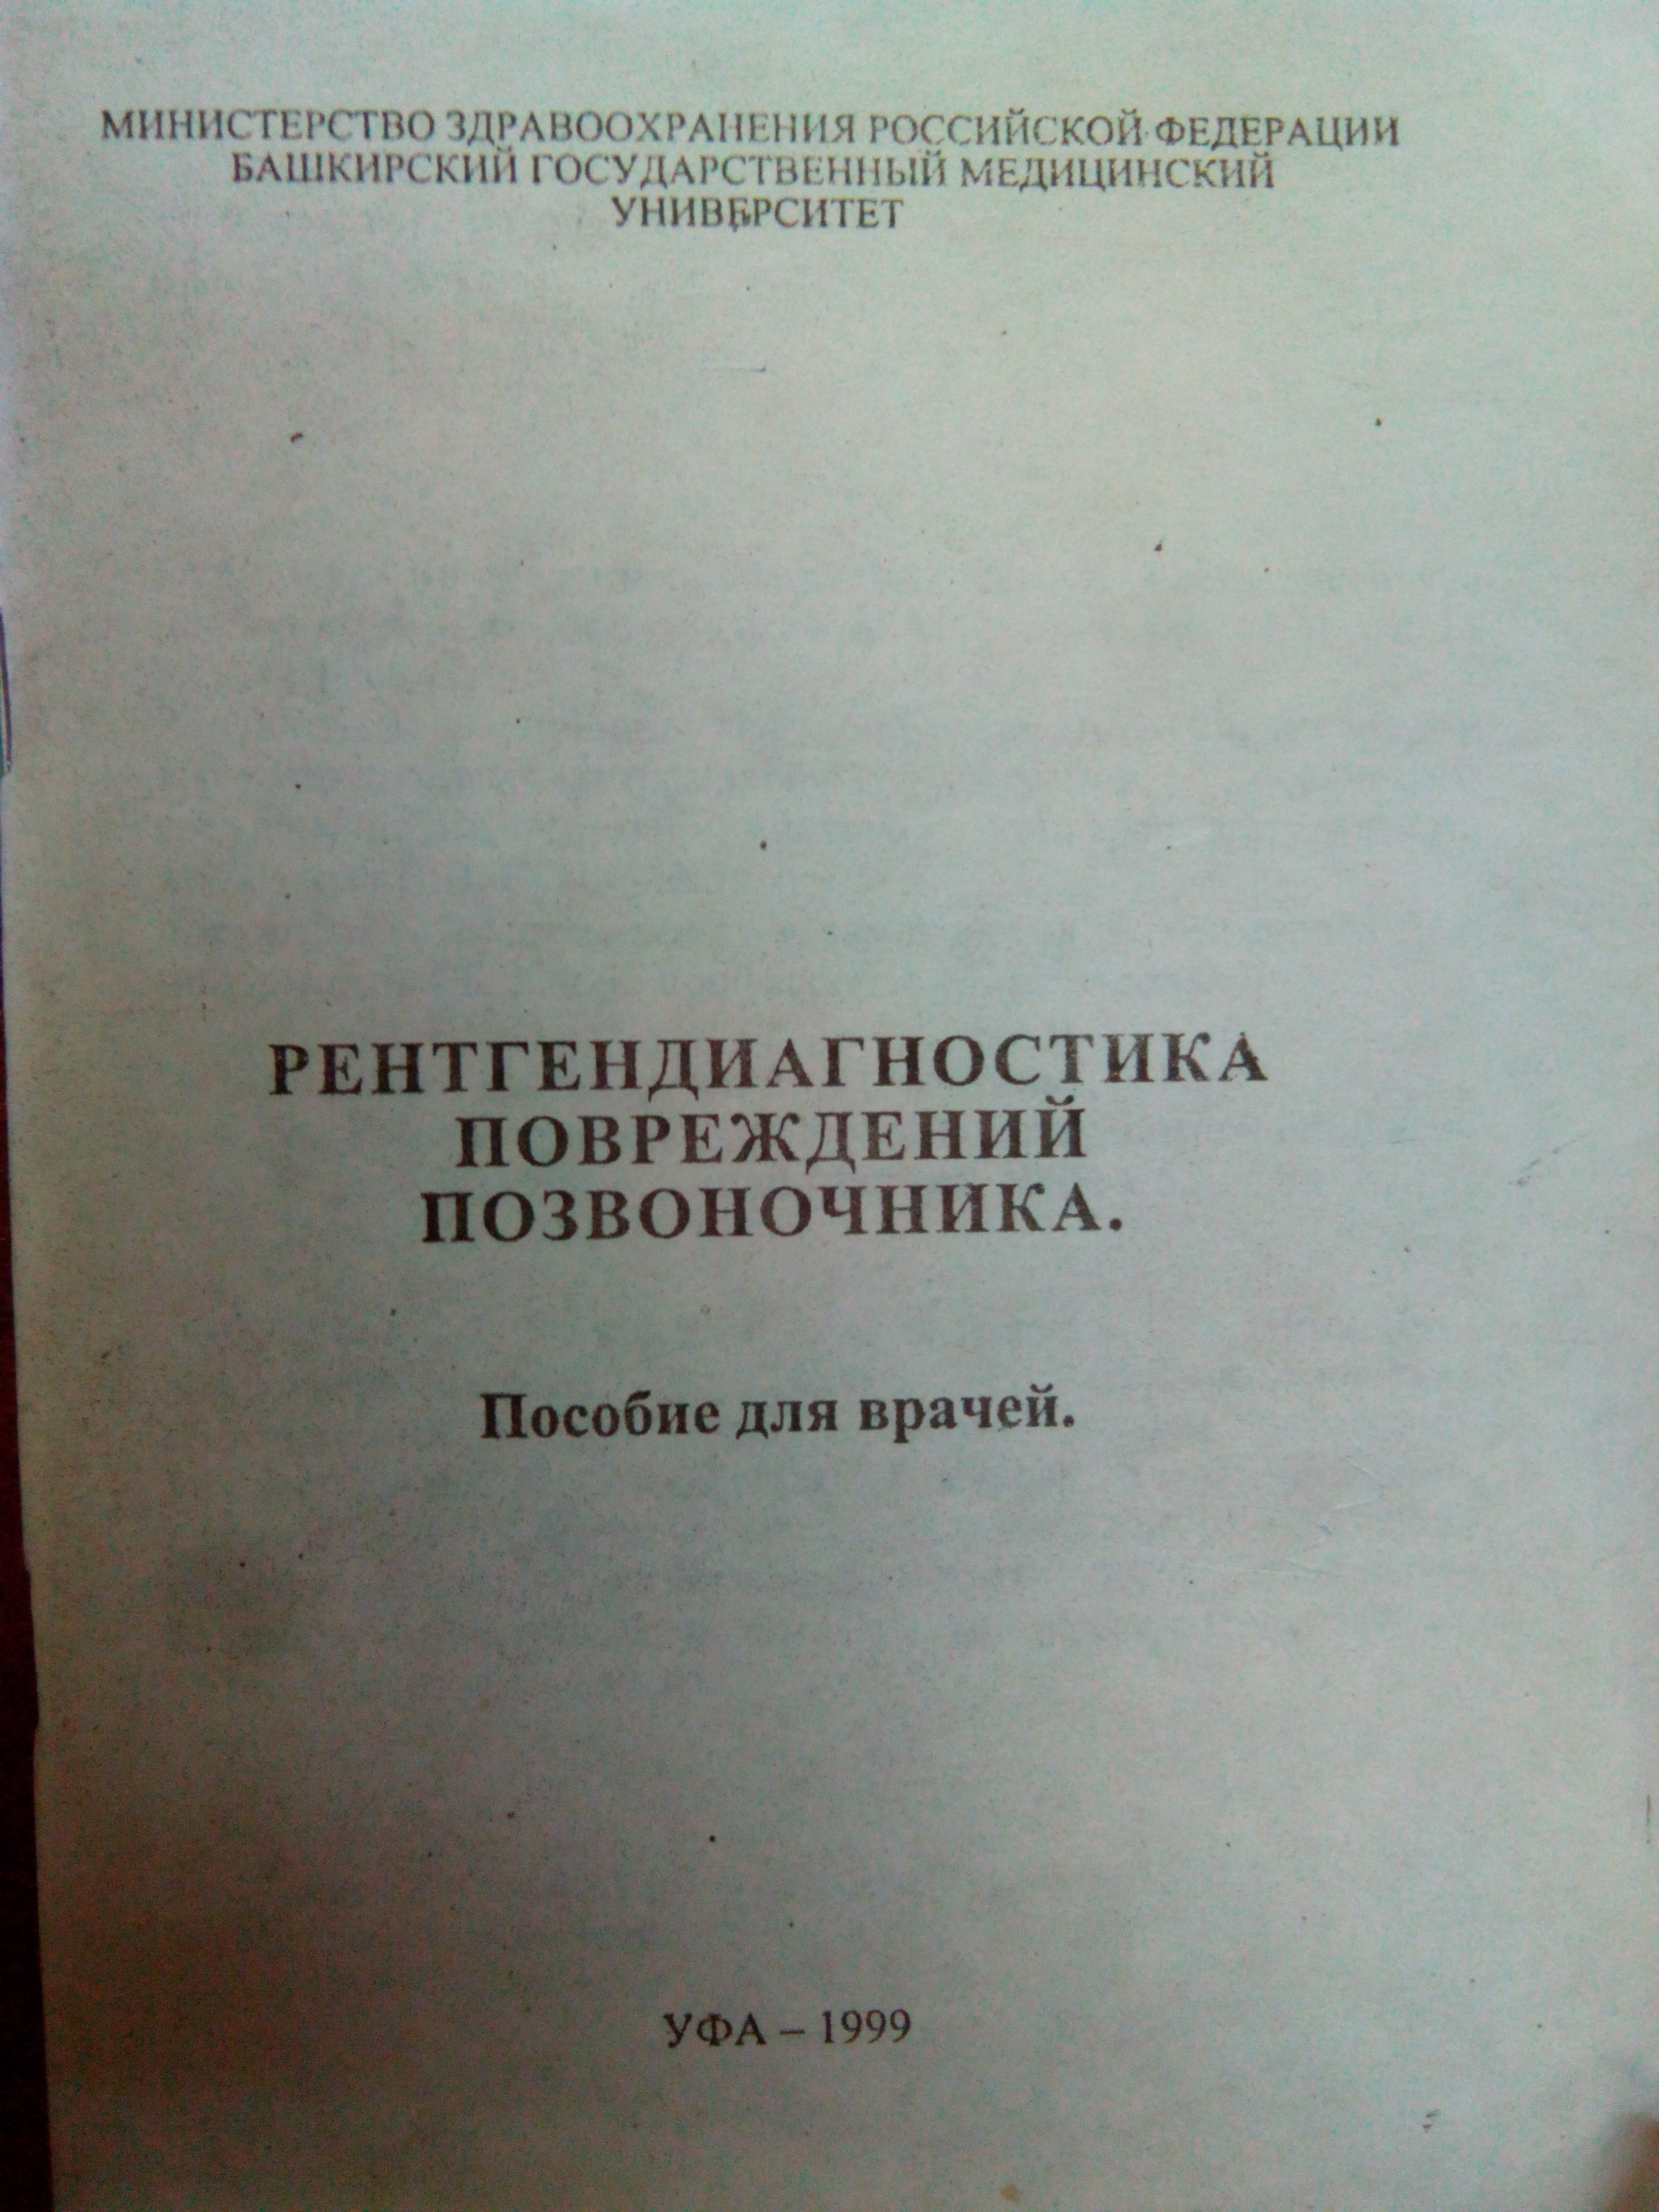 МИНИСТЕРСТВО ЗДРАВООХРАНЕНИЯ РОССИЙСКОЙ ФЕДЕРАЦИИ
БАШКИРСКИЙ ГОСУДАРСТВЕННЫЙ МЕДИЦИНСКИЙ
УНИВЕРСИТЕТ
РЕНТГЕНДИАГНОСТИКА
ПОВРЕЖДЕНИЙ
ПОЗВОНОЧНИКА.
Пособие для врачей.
УФА – 1999